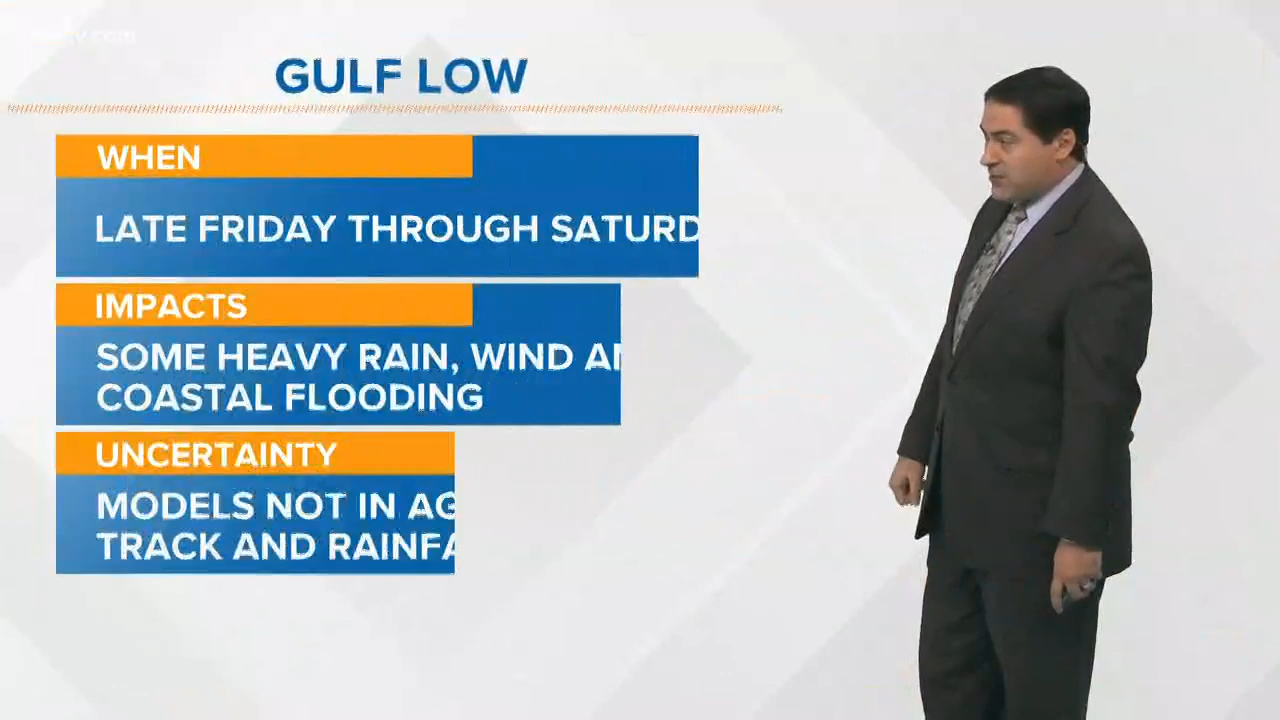 GULF LOW
WHEN
LATE FRIDAY THROUGH SATURD
IMPACTS
SOME HEAVY RAIN, WIND AN
COASTAL FLOODING
UNCERTAINTY
MODELS NOT IN AG
TRACK AND RAINFA